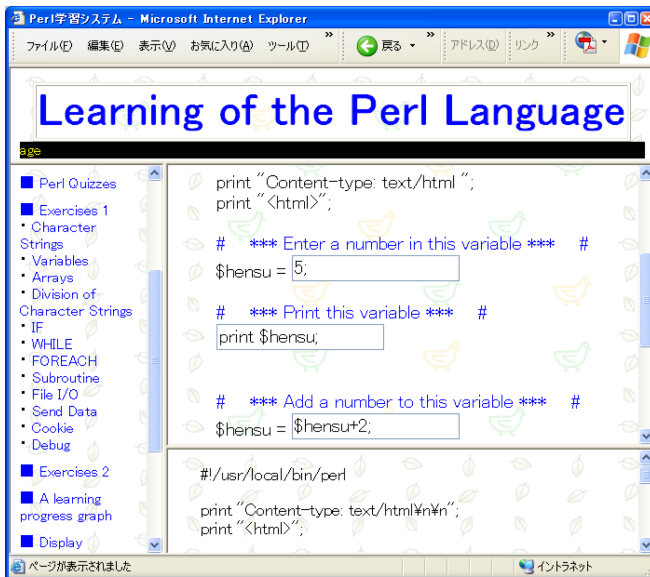 Perl学習システム - Microsoft Internet Explorer
ファイル(F) 編集(E) 表示(V) お気に入り(A) ツール(T) » 戻る » アドレス(D) リンク »
Learning of the Perl Language
age
■ Perl Quizzes
■ Exercises 1
・Character
Strings
・Variables
・Arrays
・Division of
Character Strings
・IF
・WHILE
・FOREACH
・Subroutine
・File I/O
・Send Data
・Cookie
・Debug
■ Exercises 2
■ A learning
progress graph
■ Display
print "Content-type: text/html ";
print "<html>";
# *** Enter a number in this variable *** #
$hensu = 5;
# *** Print this variable *** #
print $hensu;
# *** Add a number to this variable *** #
$hensu = $hensu+2;
#!/usr/local/bin/perl
print "Content-type: text/html¥n¥n";
print "<html>";
ページが表示されました
イントラネット